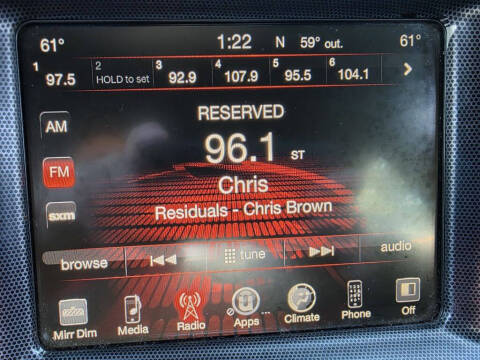 61° 1:22 N 59° out. 61°
1 2 3 4 5 6
97.5 HOLD to set 92.9 107.9 95.5 104.1
RESERVED
AM
96.1 ST
FM
Chris
Residuals - Chris Brown
sxm
browse tune audio
Mirr Dim Media Radio Apps Climate Phone Off